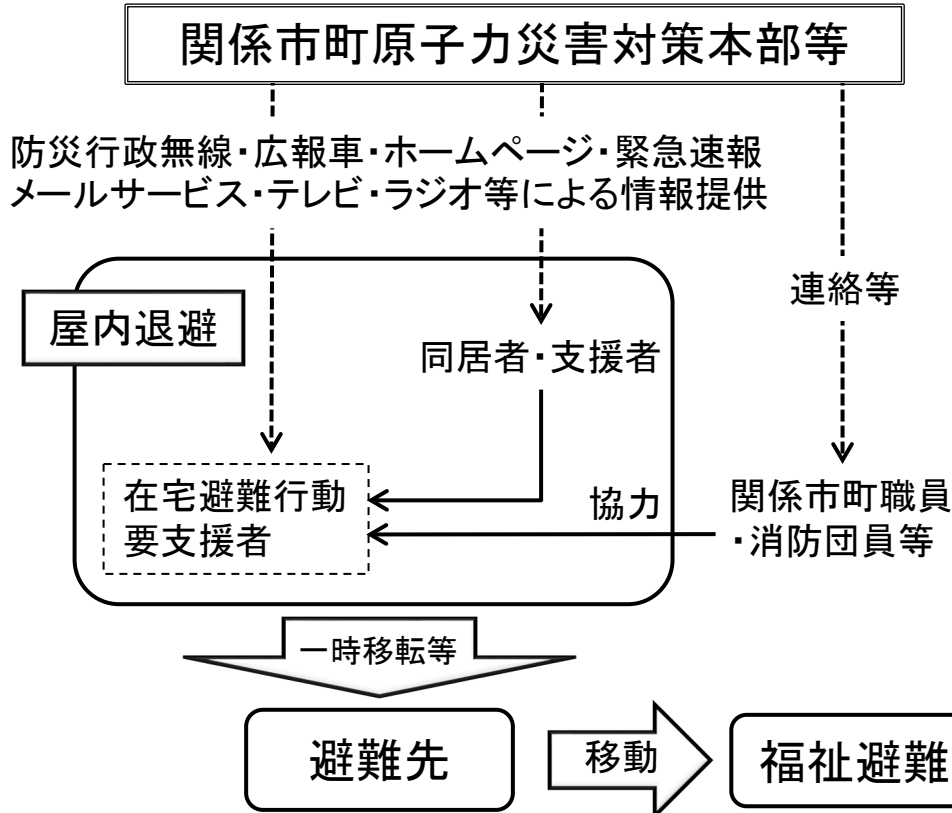 関係市町原子力災害対策本部等
防災行政無線・広報車・ホームページ・緊急速報
メールサービス・テレビ・ラジオ等による情報提供
連絡等
屋内退避
同居者・支援者
在宅避難行動
要支援者
協力
関係市町職員
・消防団員等
一時移転等
避難先
移動
福祉避難